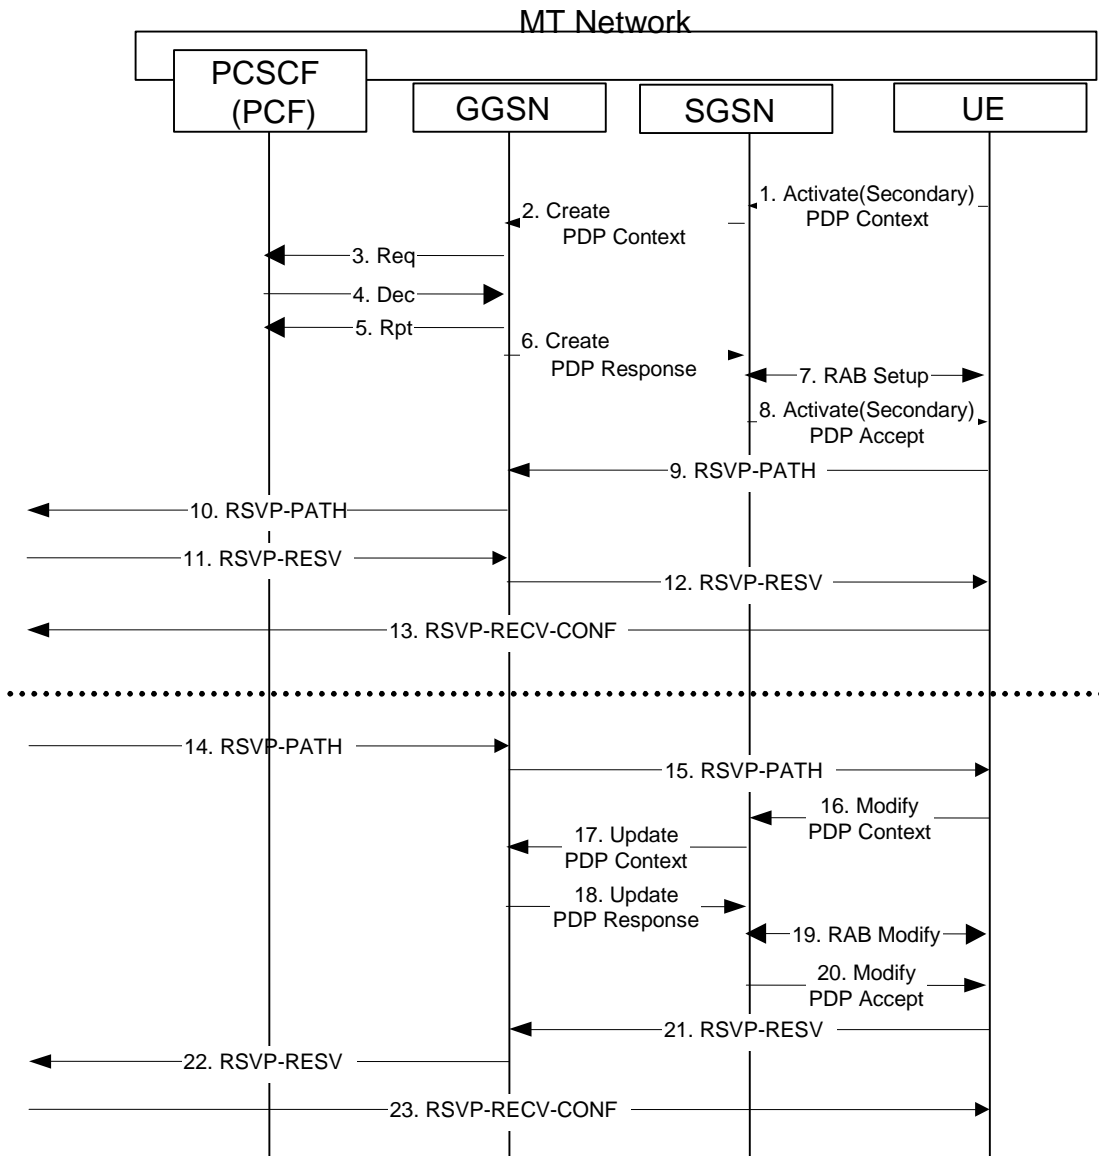 MT Network
PCSCF
(PCF)
GGSN
SGSN
UE
1. Activate(Secondary)
PDP Context
2. Create
PDP Context
3. Req
4. Dec
5. Rpt
6. Create
PDP Response
7. RAB Setup
8. Activate(Secondary)
PDP Accept
9. RSVP-PATH
10. RSVP-PATH
11. RSVP-RESV
12. RSVP-RESV
13. RSVP-RECV-CONF
14. RSVP-PATH
15. RSVP-PATH
16. Modify
PDP Context
17. Update
PDP Context
18. Update
PDP Response
19. RAB Modify
20. Modify
PDP Accept
21. RSVP-RESV
22. RSVP-RESV
23. RSVP-RECV-CONF